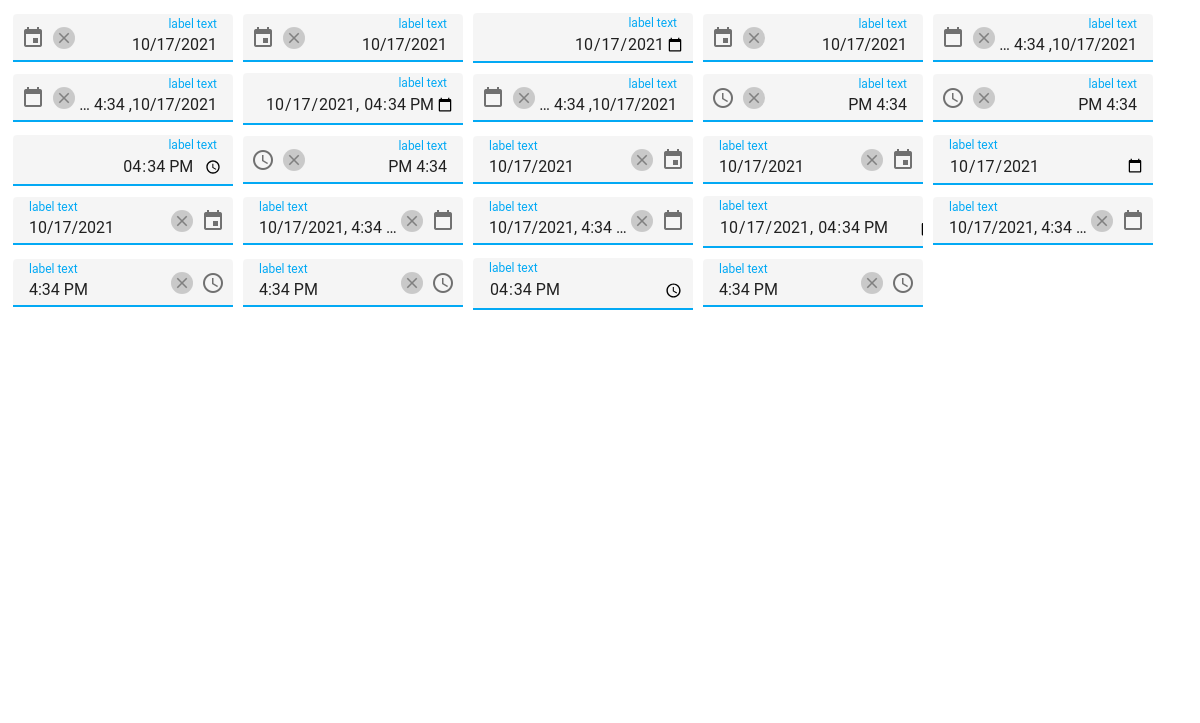 label text label text label text label text label text
10/17/2021 10/17/2021 10/17/2021 10/17/2021 ... 4:34 ,10/17/2021
label text label text label text label text label text
... 4:34 ,10/17/2021 10/17/2021, 04:34 PM ... 4:34 ,10/17/2021 PM 4:34 PM 4:34
label text label text label text label text label text
04:34 PM PM 4:34 10/17/2021 10/17/2021 10/17/2021
label text label text label text label text label text
10/17/2021 10/17/2021, 4:34 ... 10/17/2021, 4:34 ... 10/17/2021, 04:34 PM 10/17/2021, 4:34 ...
label text label text label text label text
4:34 PM 4:34 PM 04:34 PM 4:34 PM